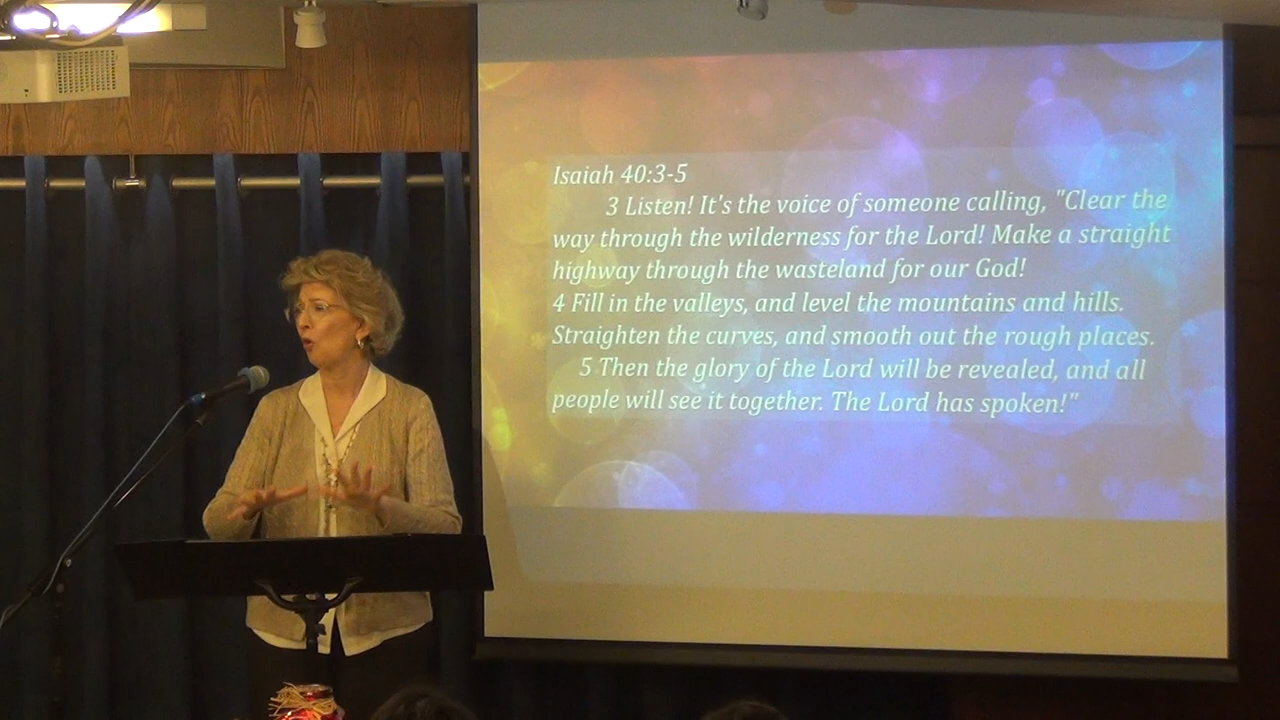 Isaiah 40:3-5
3 Listen! It's the voice of someone calling, "Clear the
way through the wilderness for the Lord! Make a straight
highway through the wasteland for our God!
4 Fill in the valleys, and level the mountains and hills.
Straighten the curves, and smooth out the rough places.
5 Then the glory of the Lord will be revealed, and all
people will see it together. The Lord has spoken!"